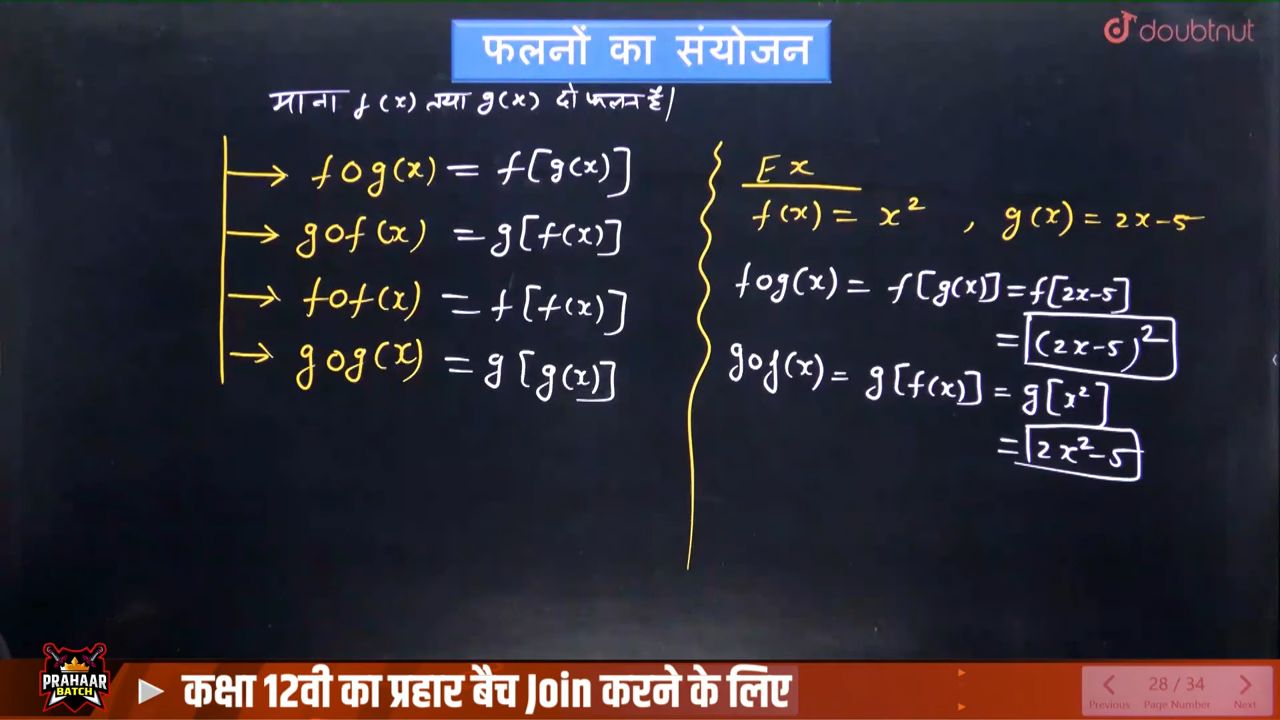 फलनों का संयोजन
doubtnut
माना f(x) तथा g(x) दो फलन हैं|
→ fog(x) = f[g(x)]
→ gof(x) = g[f(x)]
→ fof(x) = f[f(x)]
→ gog(x) = g[g(x)]
Ex
f(x) = x² , g(x) = 2x-5
fog(x) = f[g(x)] = f[2x-5]
= (2x-5)²
gof(x) = g[f(x)] = g[x²]
= 2x²-5
PRAHAAR
BATCH
कक्षा 12वी का प्रहार बैच Join करने के लिए
28 / 34
Previous Page Number Next